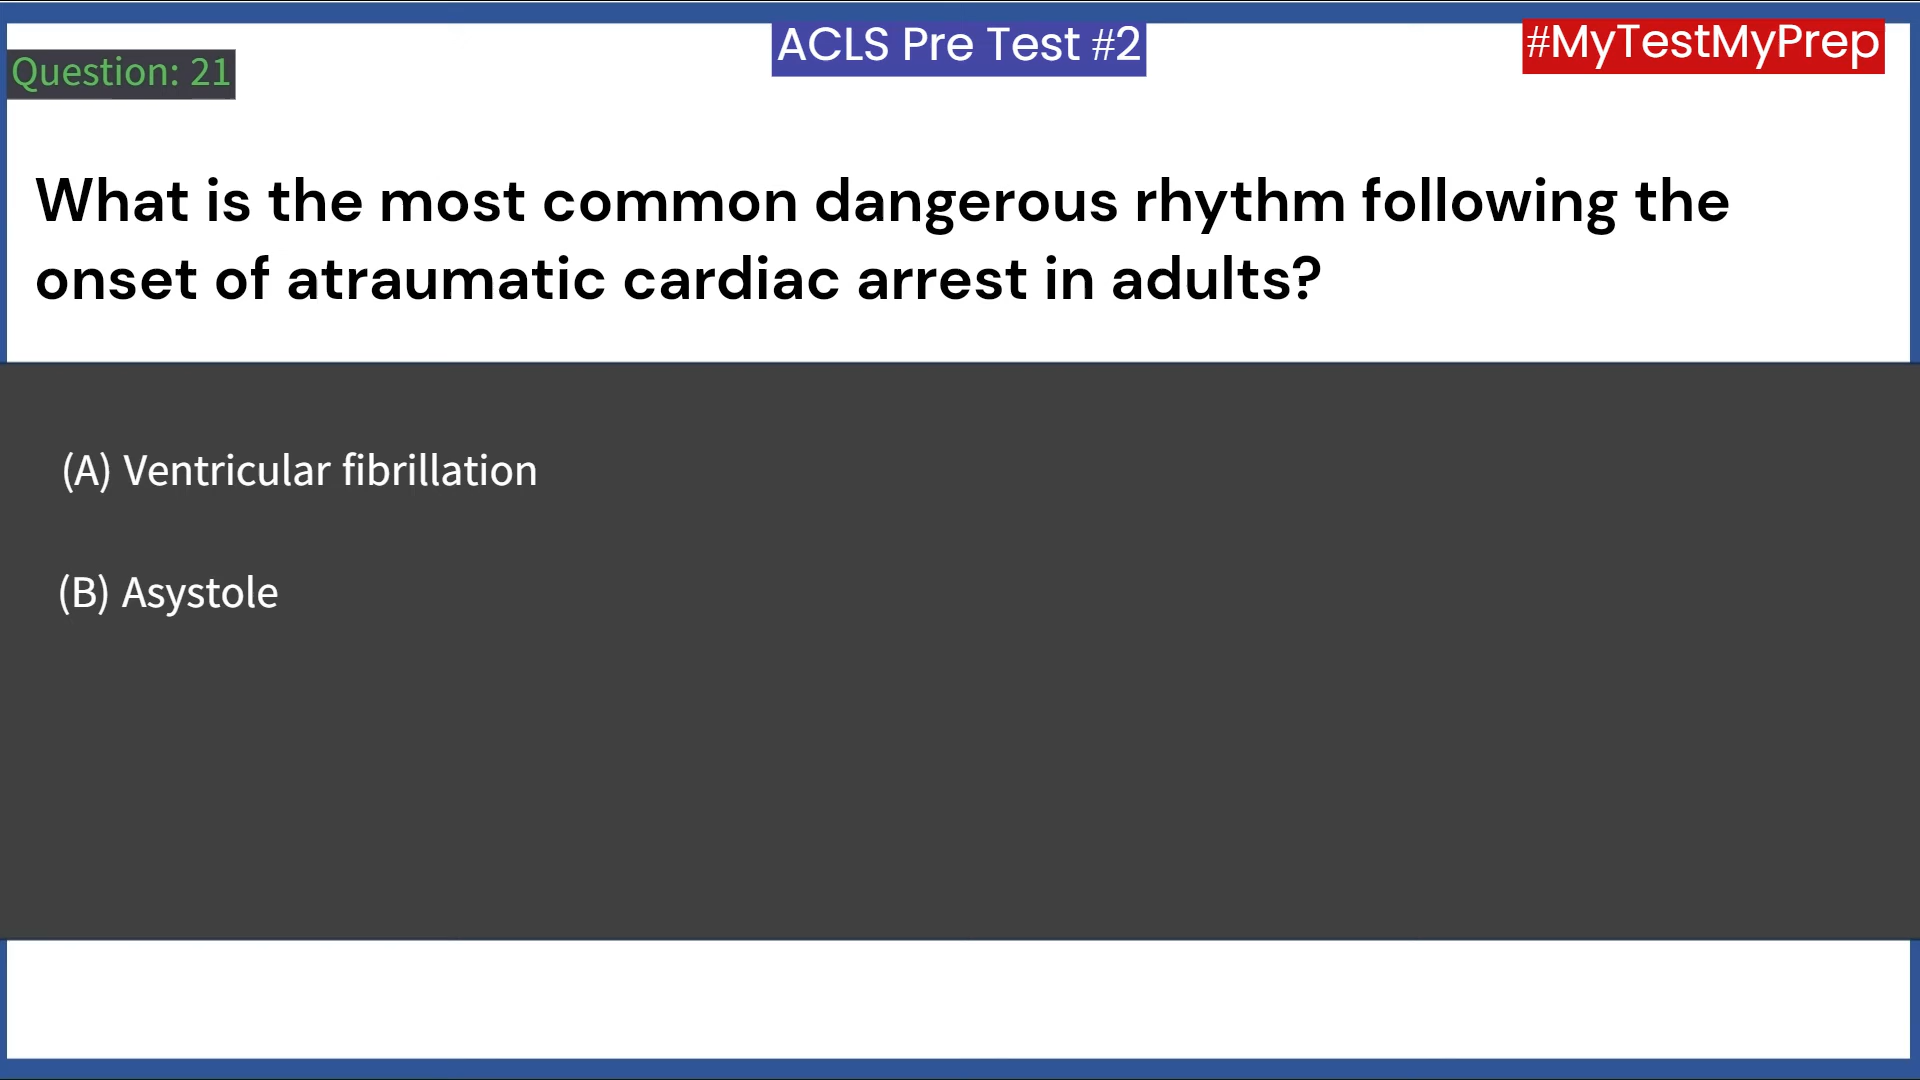 ACLS Pre Test #2
#MyTestMyPrep
Question: 21
What is the most common dangerous rhythm following the
onset of atraumatic cardiac arrest in adults?
(A) Ventricular fibrillation
(B) Asystole